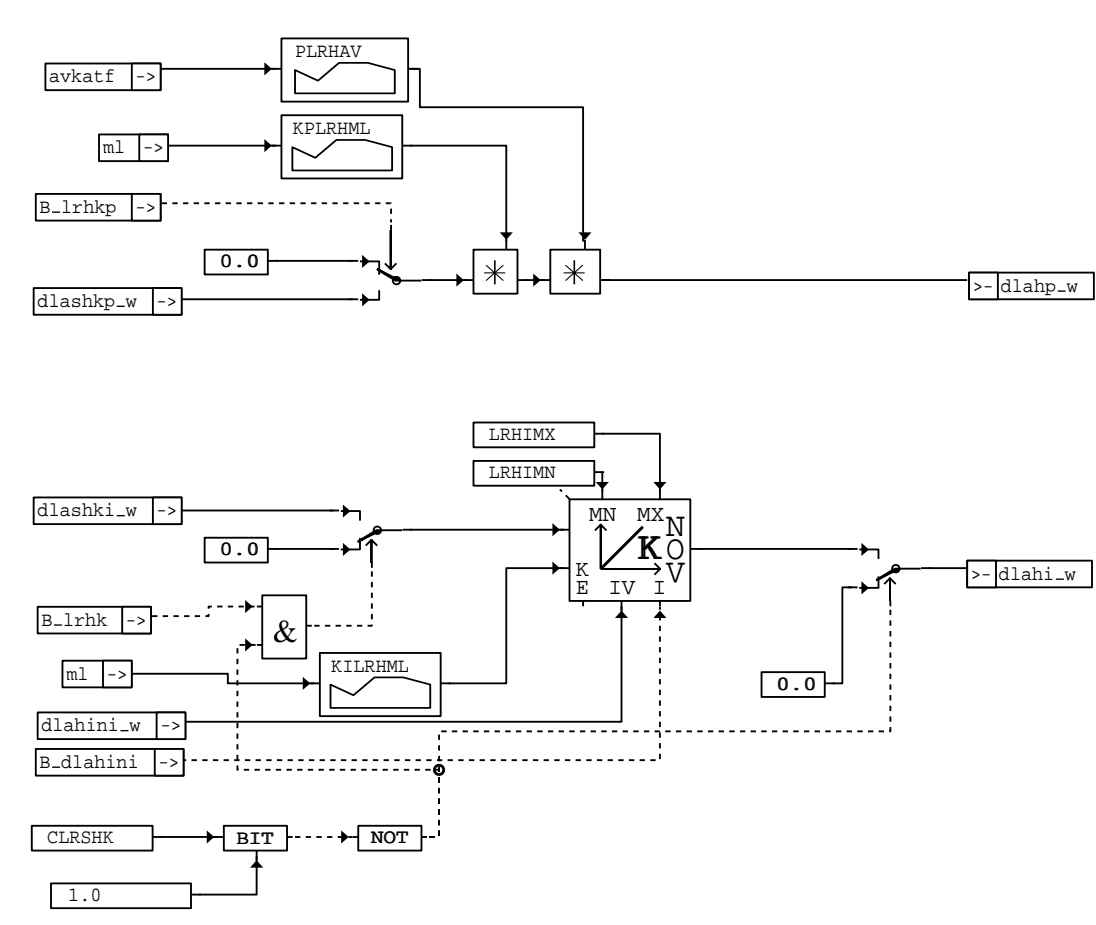 PLRHAV
avkatf ->
KPLRHML
ml ->
B_lrhkp ->
0.0
dlashkp_w ->
* *
>- dlahp_w
LRHIMX
LRHIMN
dlashki_w ->
0.0
MN MX N
K O
K V
E IV I
>- dlahi_w
B_lrhk ->
&
ml ->
KILRHML
0.0
dlahini_w ->
B_dlahini ->
CLRSHK
BIT
NOT
1.0